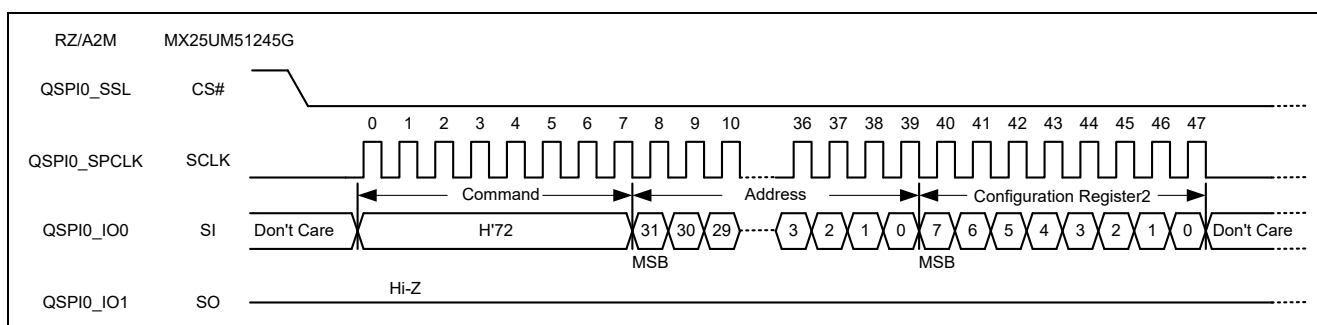 RZ/A2M MX25UM51245G
QSPI0_SSL CS#
0 1 2 3 4 5 6 7 8 9 10 36 37 38 39 40 41 42 43 44 45 46 47
QSPI0_SPCLK SCLK
Command Address Configuration Register2
QSPI0_IO0 SI Don't Care H'72 31 30 29 3 2 1 0 7 6 5 4 3 2 1 0 Don't Care
MSB MSB
Hi-Z
QSPI0_IO1 SO